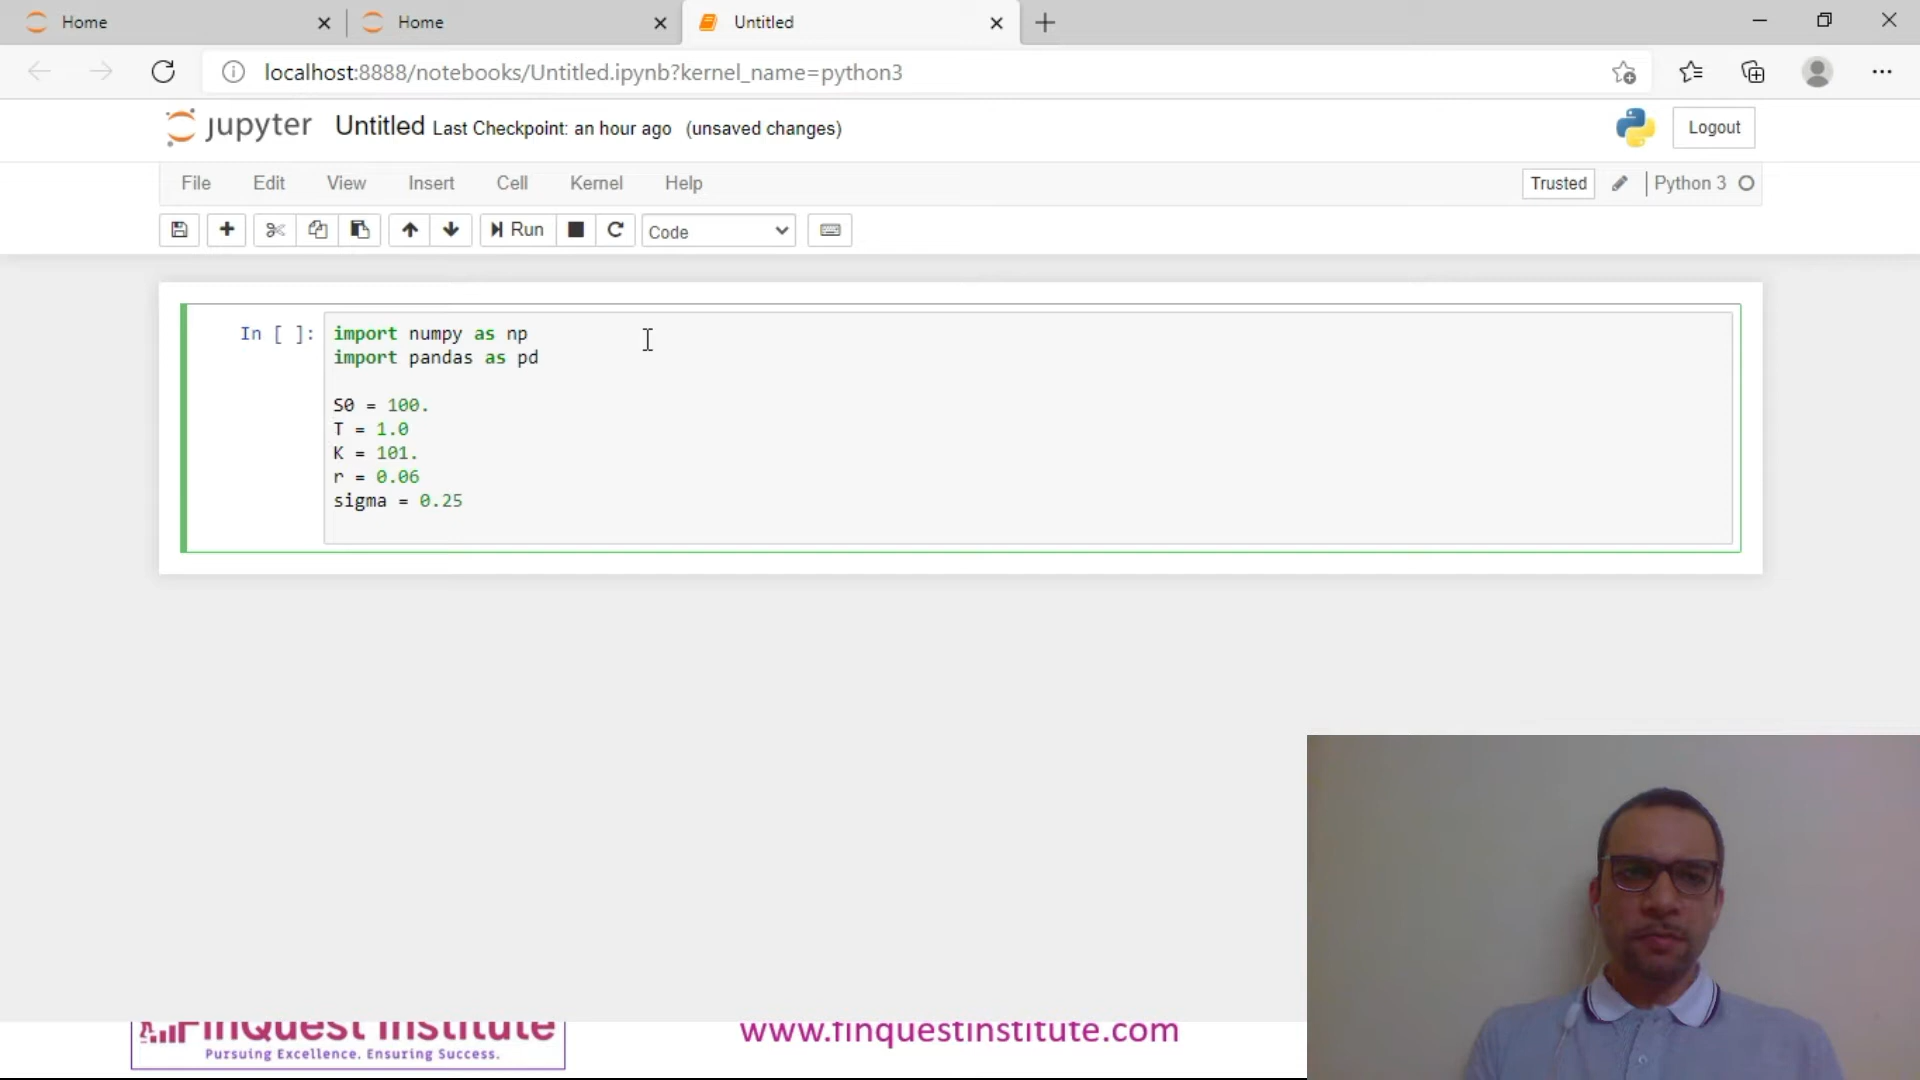 Home
Home
Untitled
localhost:8888/notebooks/Untitled.ipynb?kernel_name=python3
jupyter Untitled Last Checkpoint: an hour ago (unsaved changes)
Logout
File Edit View Insert Cell Kernel Help
Trusted
Python 3
Run
Code
In [ ]:
import numpy as np
import pandas as pd
S0 = 100.
T = 1.0
K = 101.
r = 0.06
sigma = 0.25
FinQuest Institute
Pursuing Excellence. Ensuring Success.
www.finquestinstitute.com